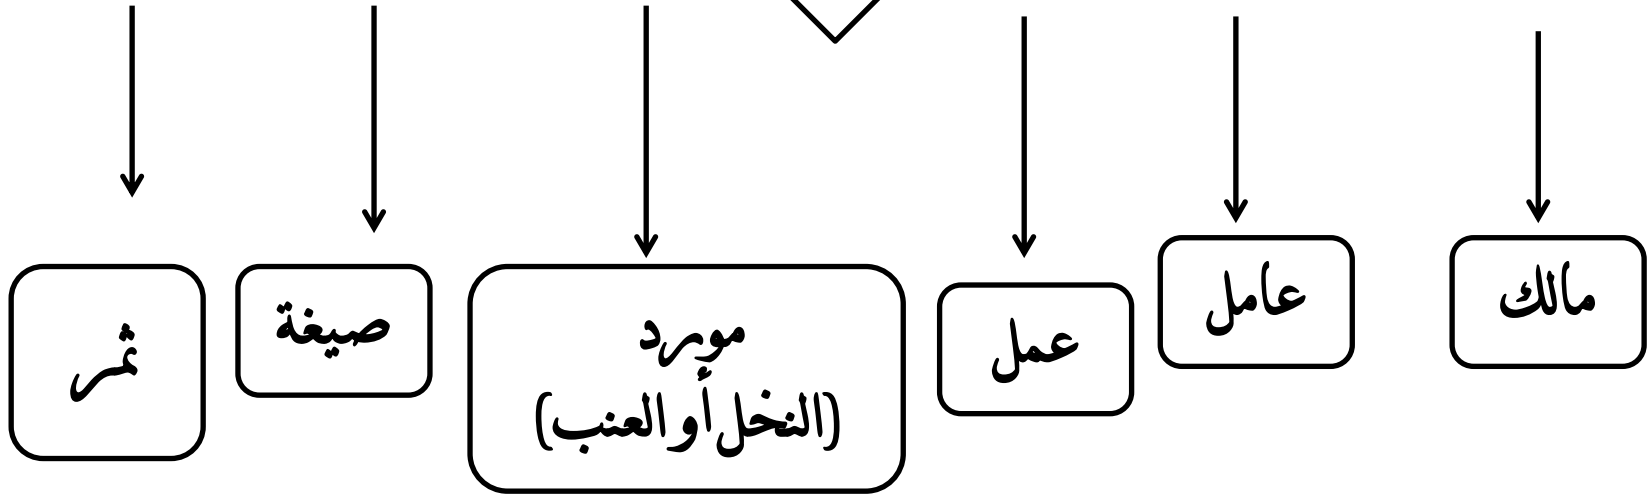 مالك
عامل
عمل
مورد
(النخل أو العنب)
صيغة
ثمر